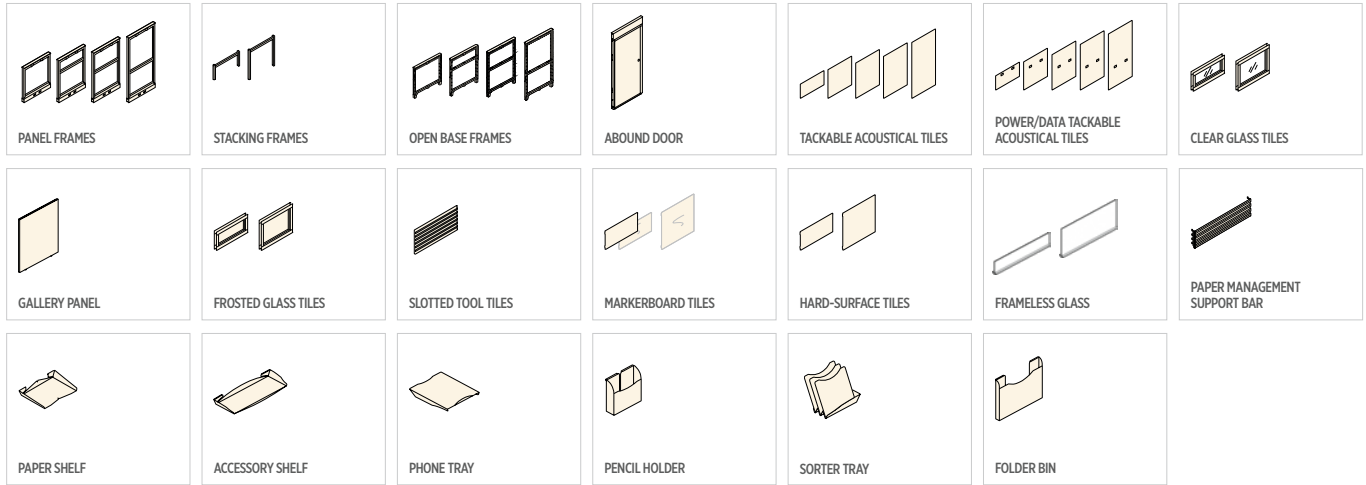 PANEL FRAMES
STACKING FRAMES
OPEN BASE FRAMES
ABOUND DOOR
TACKABLE ACOUSTICAL TILES
POWER/DATA TACKABLE
ACOUSTICAL TILES
CLEAR GLASS TILES
GALLERY PANEL
FROSTED GLASS TILES
SLOTTED TOOL TILES
MARKERBOARD TILES
HARD-SURFACE TILES
FRAMELESS GLASS
PAPER MANAGEMENT
SUPPORT BAR
PAPER SHELF
ACCESSORY SHELF
PHONE TRAY
PENCIL HOLDER
SORTER TRAY
FOLDER BIN